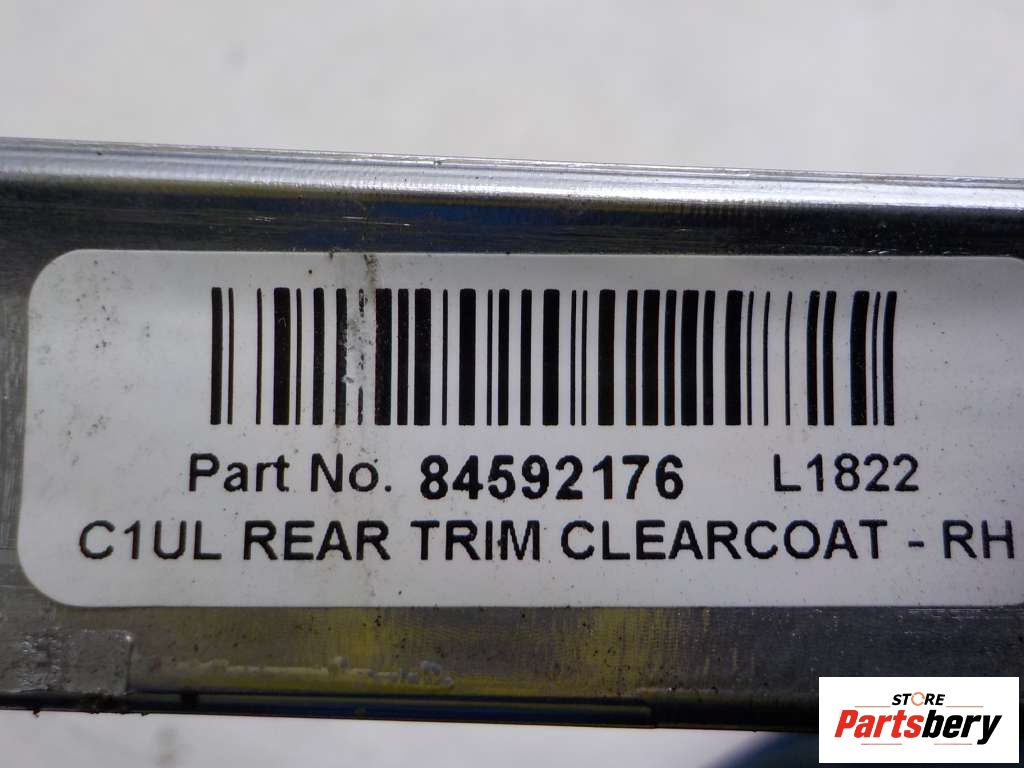 Part No. 84592176 L1822
C1UL REAR TRIM CLEARCOAT - RH
STORE
Partsbery